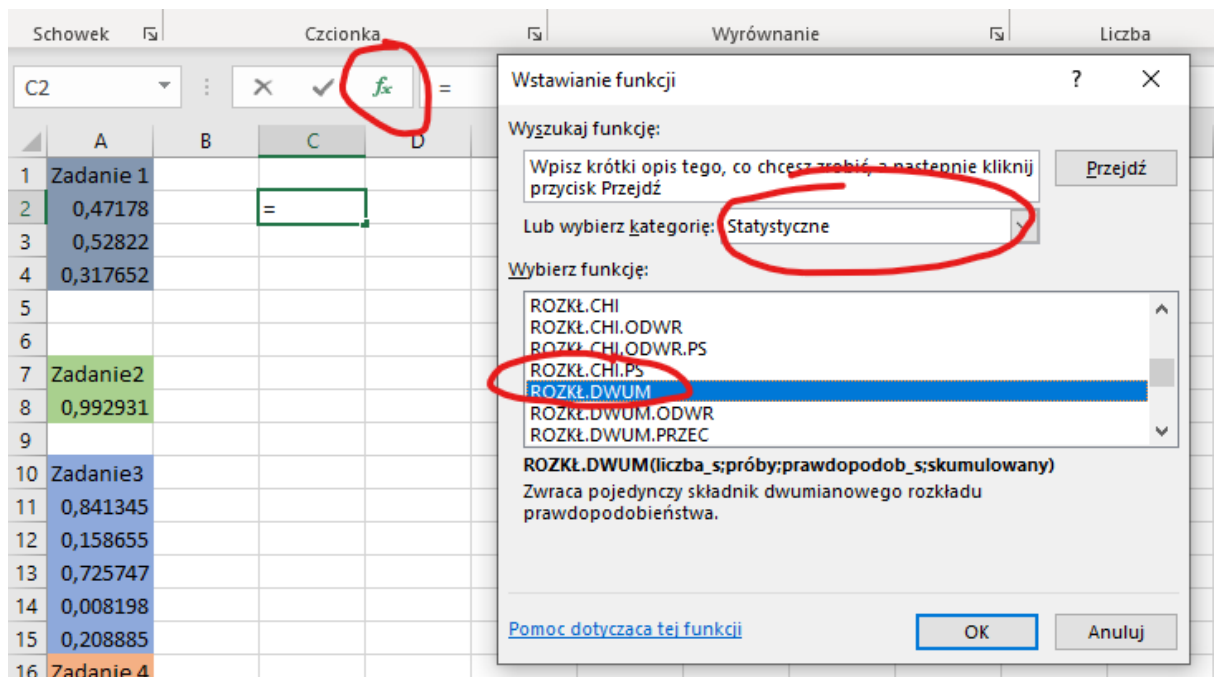 Schowek Czcionka Wyrównanie Liczba
C2 fx =
Wstawianie funkcji ? ×
Wyszukaj funkcję:
Wpisz krótki opis tego, co chcesz zrobić, a następnie kliknij
przycisk Przejdź
Przejdź
Lub wybierz kategorię: Statystyczne
Wybierz funkcję:
ROZKŁ.CHI
ROZKŁ.CHI.ODWR
ROZKŁ.CHI.ODWR.PS
ROZKŁ.CHI.PS
ROZKŁ.DWUM
ROZKŁ.DWUM.ODWR
ROZKŁ.DWUM.PRZEC
ROZKŁ.DWUM(liczba_s;próby;prawdopodob_s;skumulowany)
Zwraca pojedynczy składnik dwumianowego rozkładu
prawdopodobieństwa.
Pomoc dotycząca tej funkcji
OK Anuluj
A B C D
1 Zadanie 1
2 0,47178 =
3 0,52822
4 0,317652
5
6
7 Zadanie2
8 0,992931
9
10 Zadanie3
11 0,841345
12 0,158655
13 0,725747
14 0,008198
15 0,208885
16 Zadanie 4